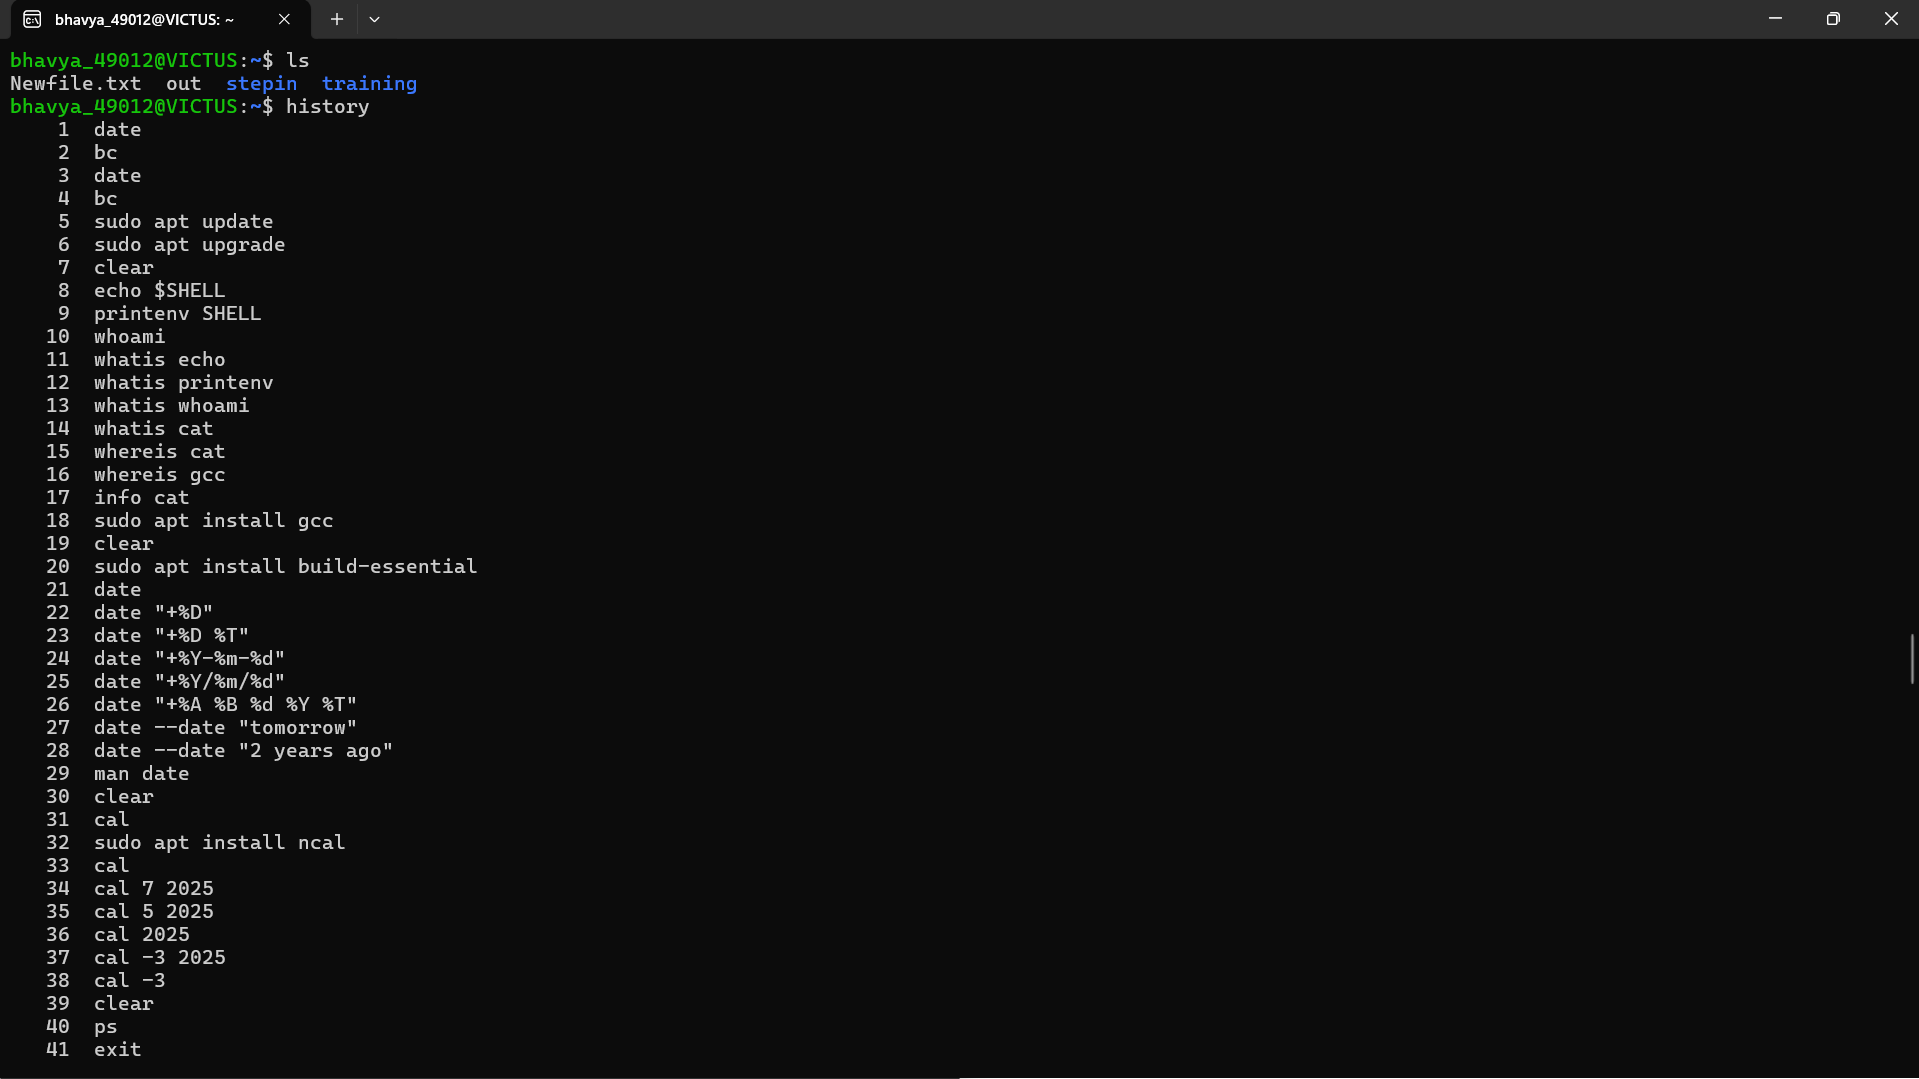 bhavya_49012@VICTUS: ~
bhavya_49012@VICTUS:~$ ls
Newfile.txt  out  stepin  training
bhavya_49012@VICTUS:~$ history
1  date
2  bc
3  date
4  bc
5  sudo apt update
6  sudo apt upgrade
7  clear
8  echo $SHELL
9  printenv SHELL
10  whoami
11  whatis echo
12  whatis printenv
13  whatis whoami
14  whatis cat
15  whereis cat
16  whereis gcc
17  info cat
18  sudo apt install gcc
19  clear
20  sudo apt install build-essential
21  date
22  date "+%D"
23  date "+%D %T"
24  date "+%Y-%m-%d"
25  date "+%Y/%m/%d"
26  date "+%A %B %d %Y %T"
27  date --date "tomorrow"
28  date --date "2 years ago"
29  man date
30  clear
31  cal
32  sudo apt install ncal
33  cal
34  cal 7 2025
35  cal 5 2025
36  cal 2025
37  cal -3 2025
38  cal -3
39  clear
40  ps
41  exit